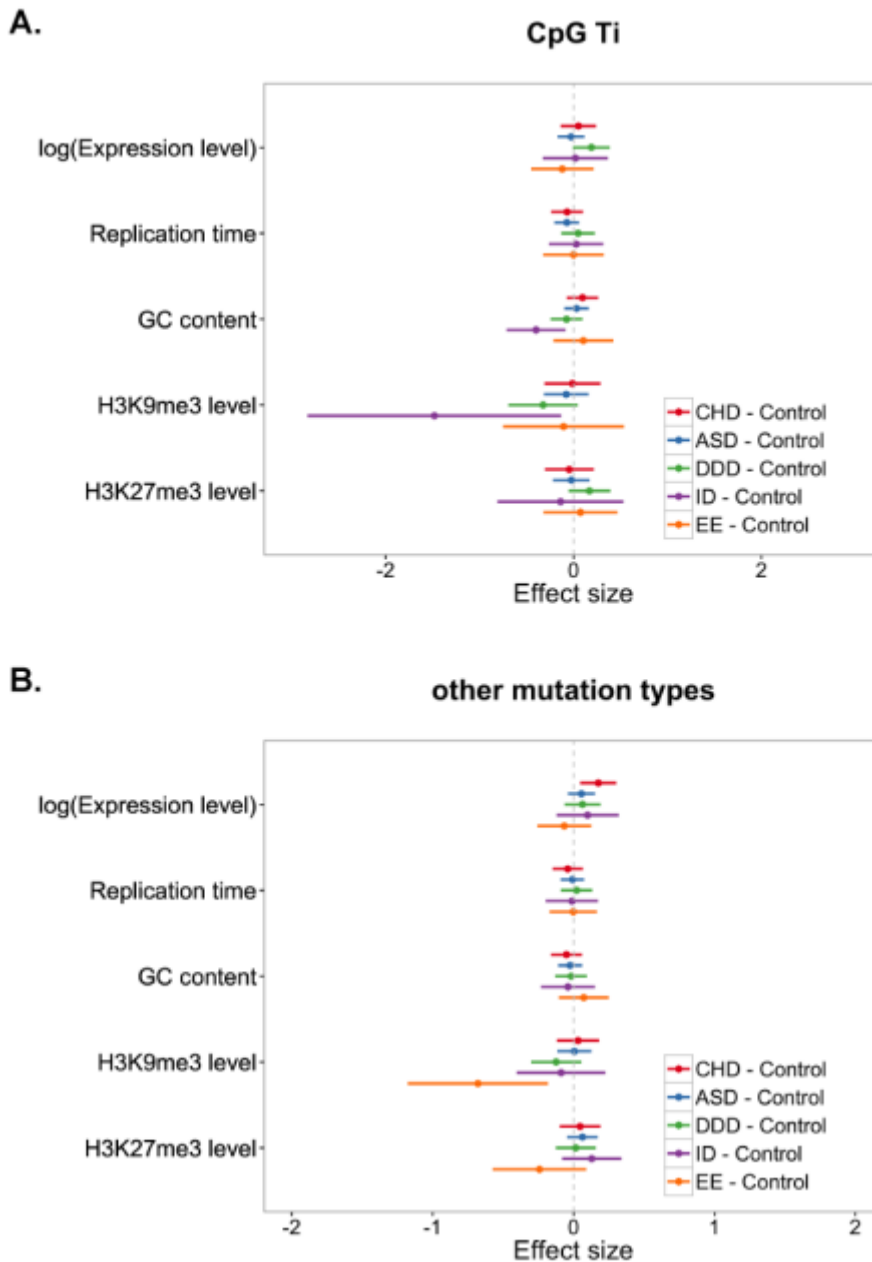 A.
CpG Ti
log(Expression level)
Replication time
GC content
H3K9me3 level
H3K27me3 level
CHD - Control
ASD - Control
DDD - Control
ID - Control
EE - Control
-2
0
2
Effect size
B.
other mutation types
log(Expression level)
Replication time
GC content
H3K9me3 level
H3K27me3 level
CHD - Control
ASD - Control
DDD - Control
ID - Control
EE - Control
-2
-1
0
1
2
Effect size